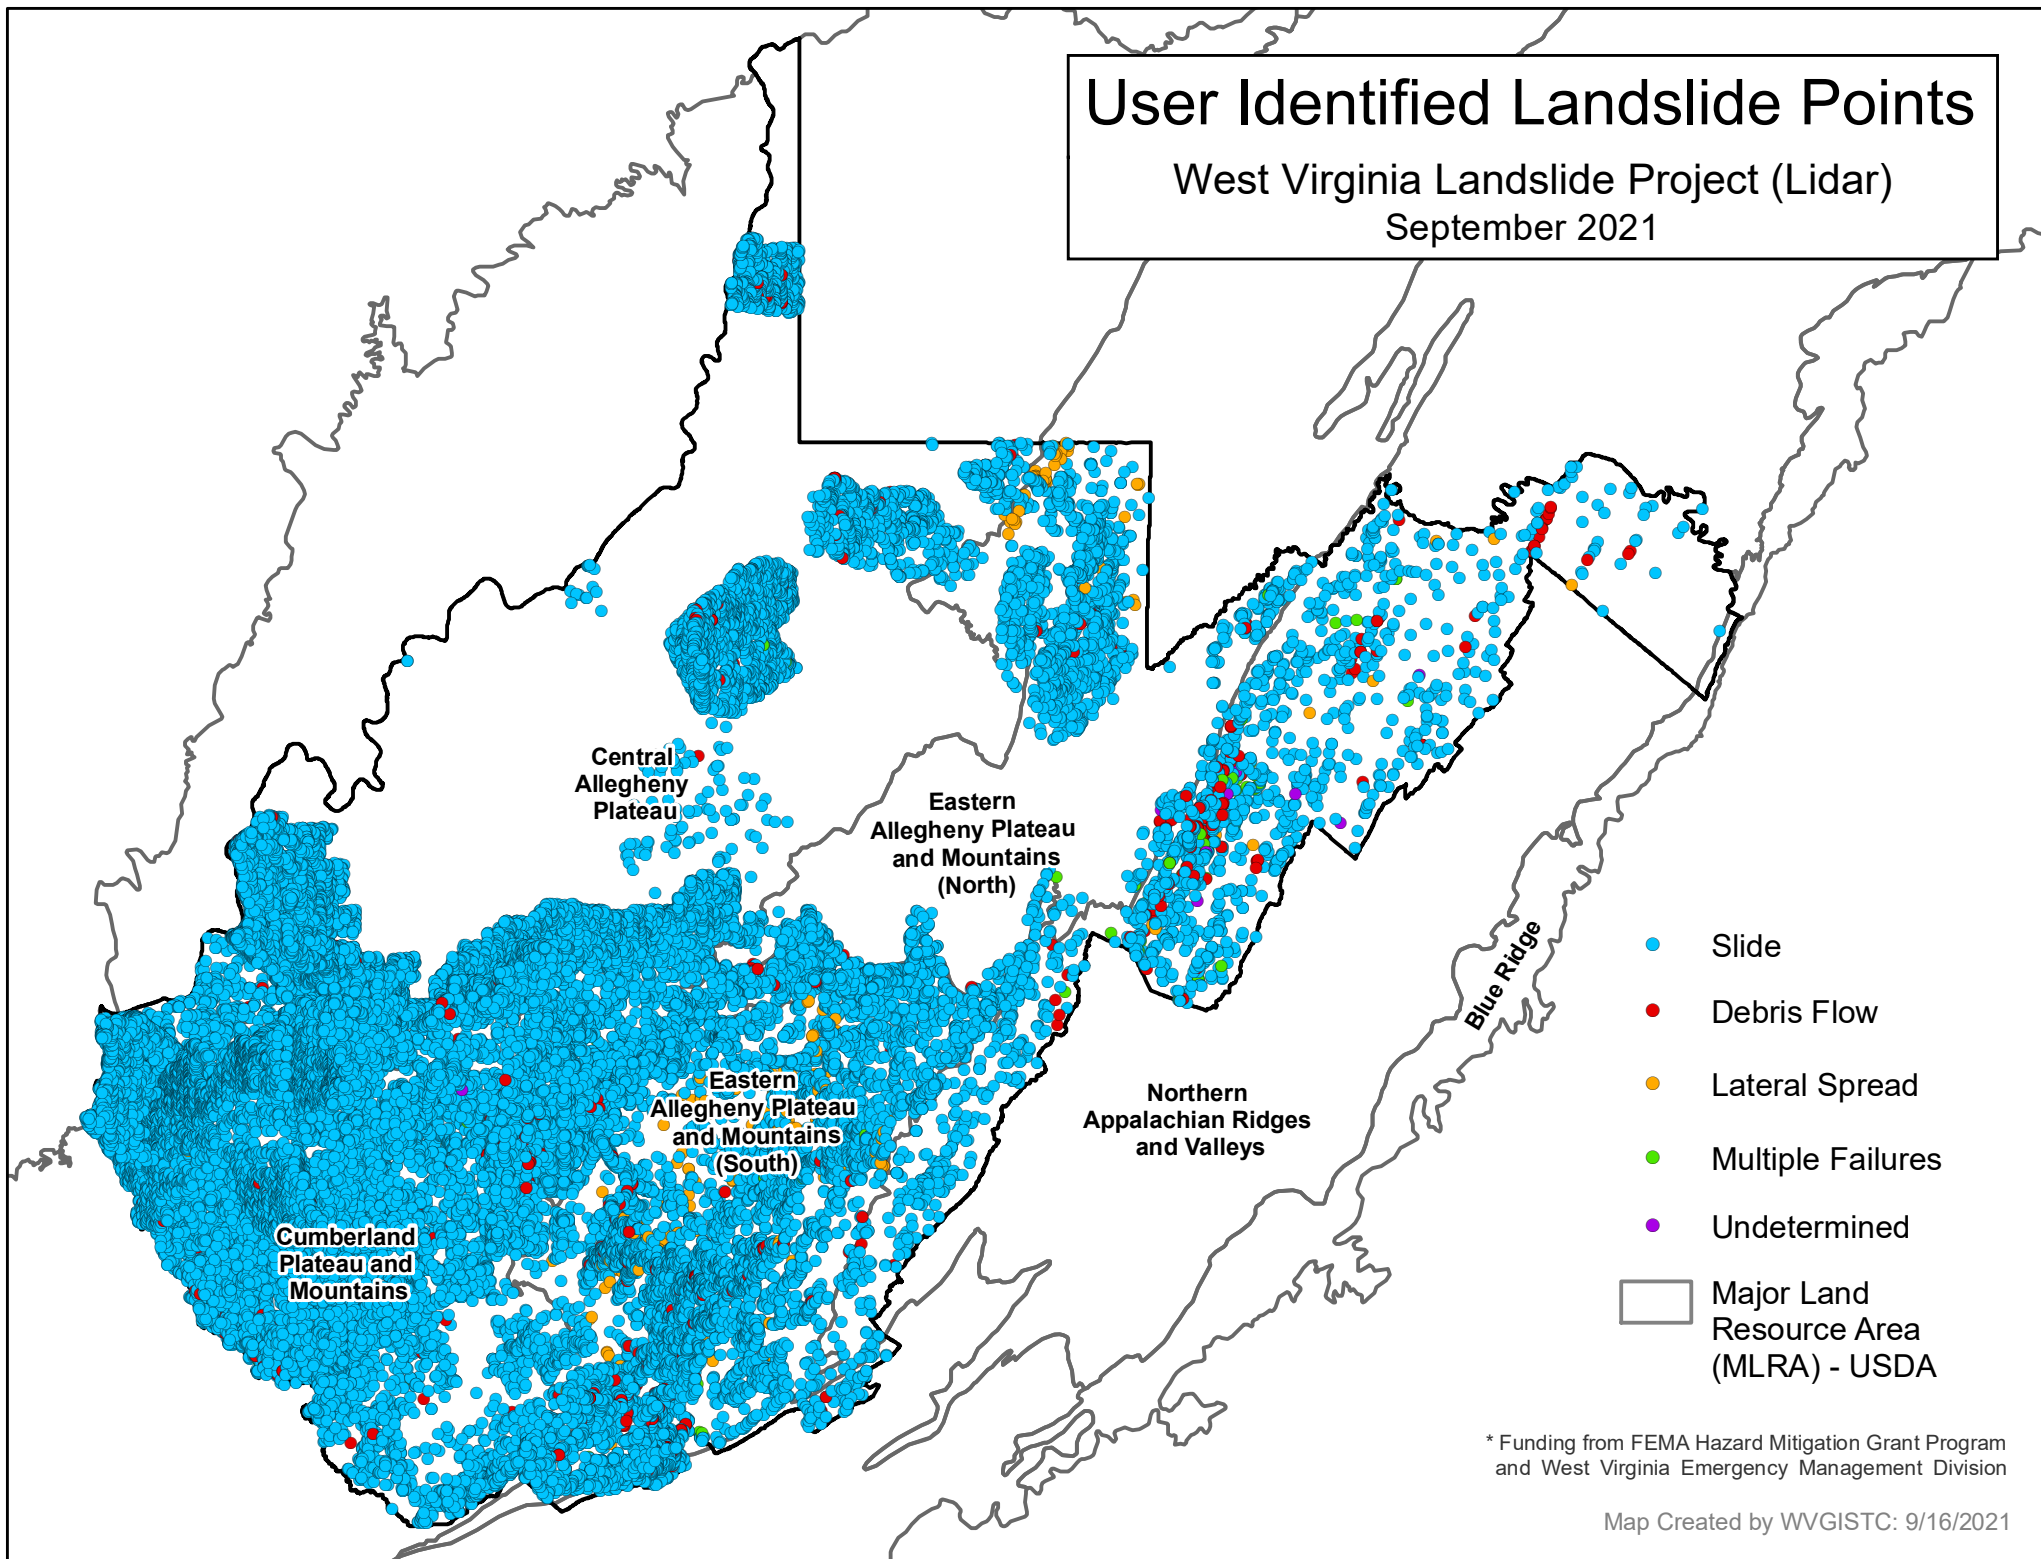 User Identified Landslide Points
West Virginia Landslide Project (Lidar)
September 2021
Central
Allegheny
Plateau
Eastern
Allegheny Plateau
and Mountains
(North)
Eastern
Allegheny Plateau
and Mountains
(South)
Cumberland
Plateau and
Mountains
Northern
Appalachian Ridges
and Valleys
Blue Ridge
Slide
Debris Flow
Lateral Spread
Multiple Failures
Undetermined
Major Land
Resource Area
(MLRA) - USDA
* Funding from FEMA Hazard Mitigation Grant Program
and West Virginia Emergency Management Division
Map Created by WVGISTC: 9/16/2021